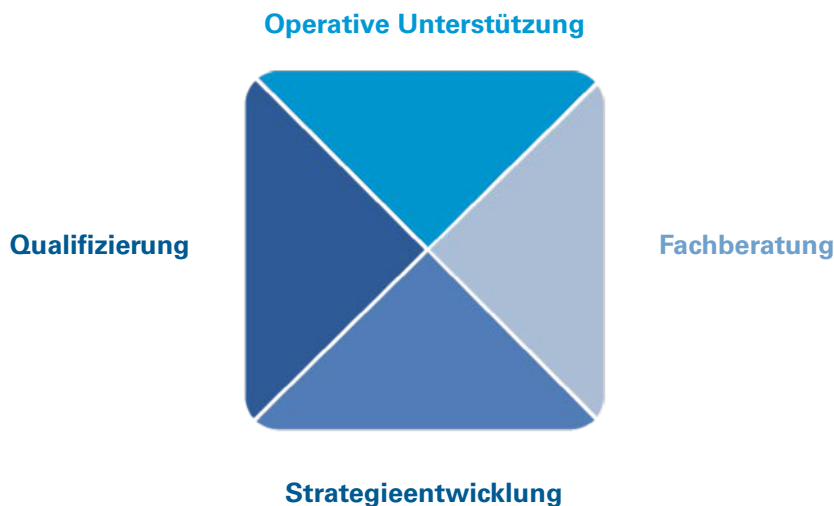 Operative Unterstützung
Qualifizierung
Fachberatung
Strategieentwicklung